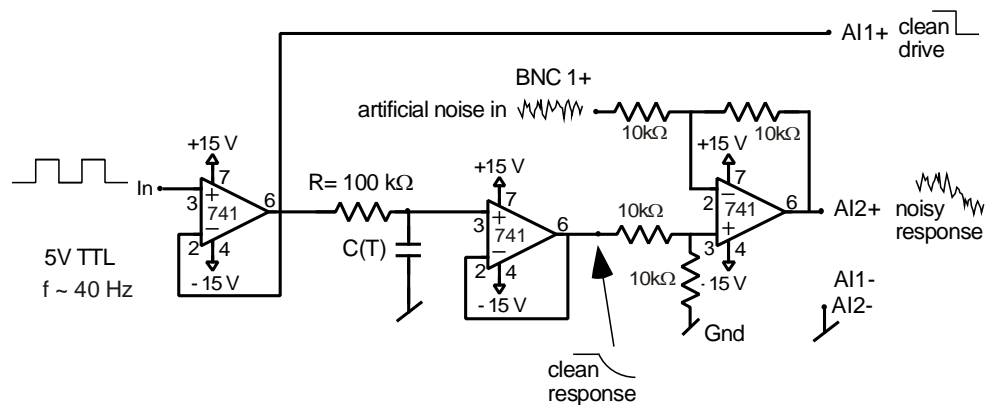 AI1+ clean
drive
BNC 1+
artificial noise in
10kΩ
10kΩ
+15 V
7
2
741
6
3
4
- 15 V
AI2+ noisy
response
AI1-
AI2-
+15 V
In
7
3
741
6
2
4
- 15 V
5V TTL
f ~ 40 Hz
R= 100 kΩ
C(T)
+15 V
7
3
741
6
2
4
- 15 V
10kΩ
10kΩ
Gnd
clean
response